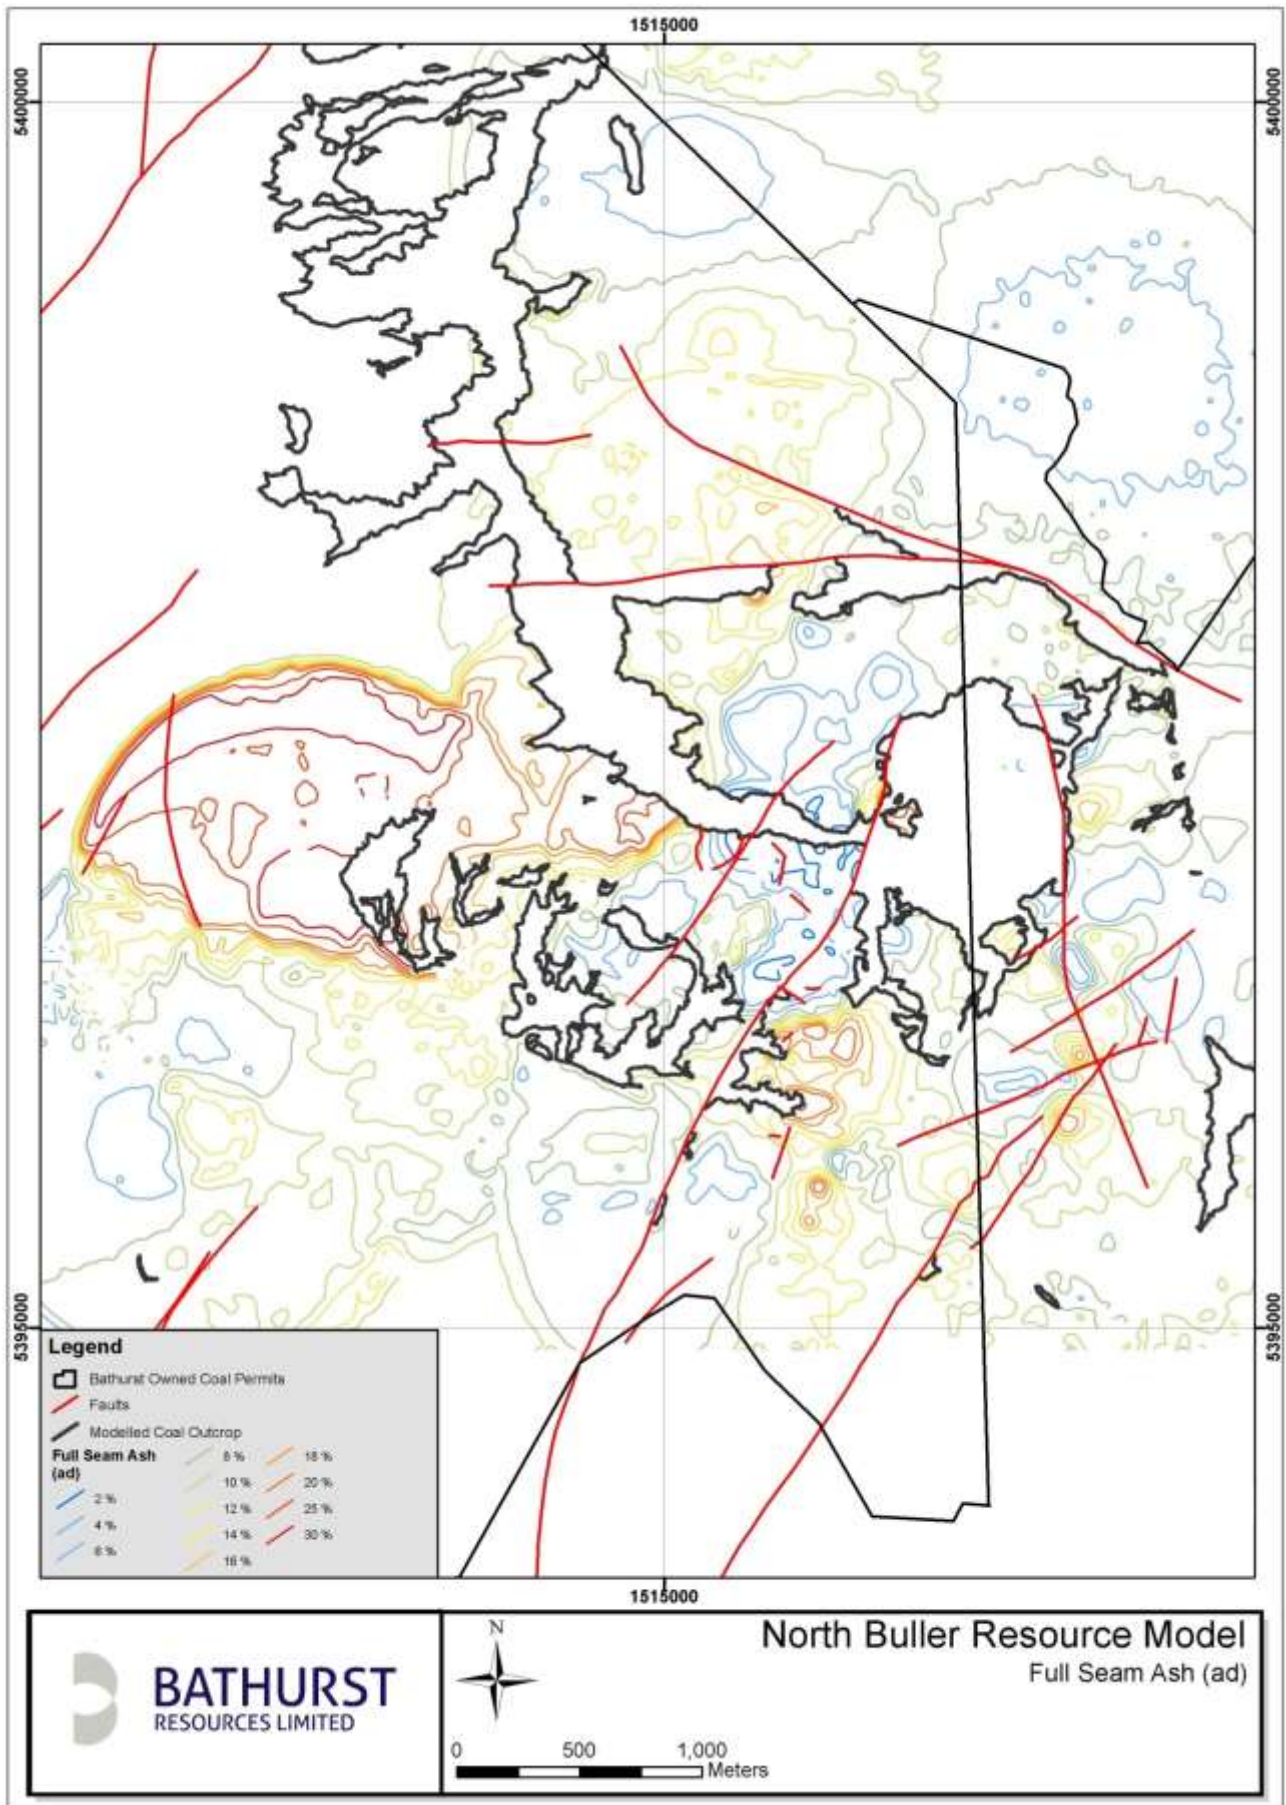 1515000
5400000
5400000
5395000
5395000
Legend
Bathurst Owned Coal Permits
Faults
Modelled Coal Outcrop
Full Seam Ash
(ad)
2 %
4 %
6 %
8 %
10 %
12 %
14 %
16 %
18 %
20 %
25 %
30 %
1515000
BATHURST
RESOURCES LIMITED
N
0 500 1,000
Meters
North Buller Resource Model
Full Seam Ash (ad)